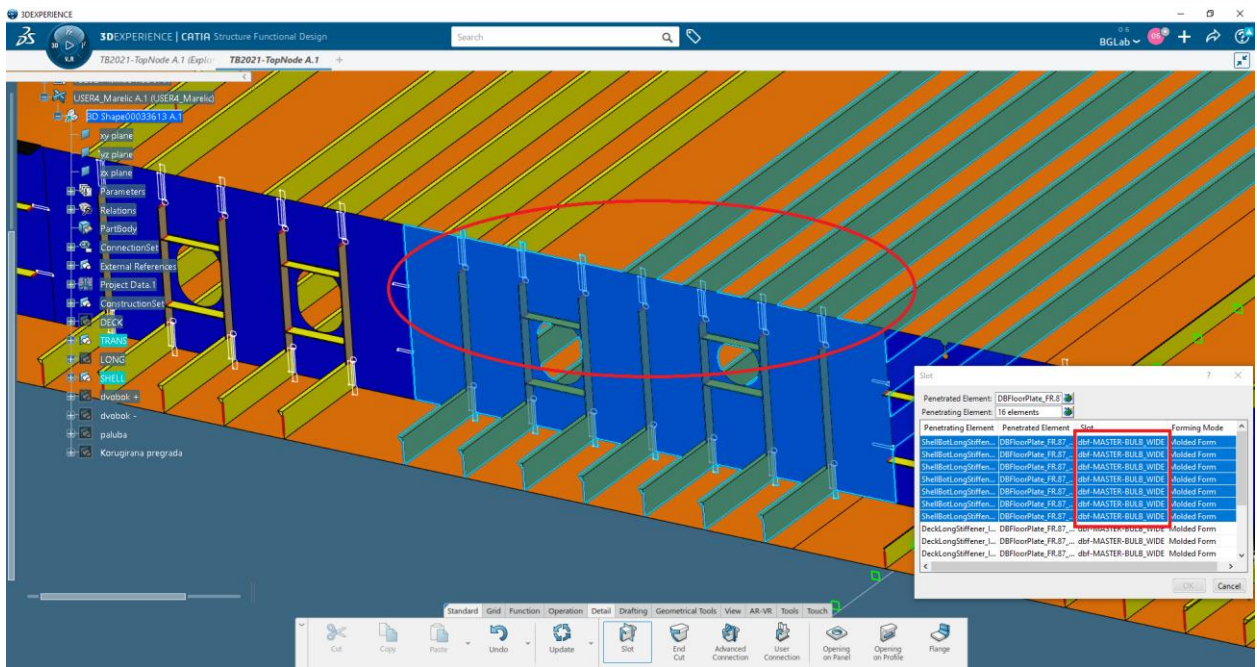 3DEXPERIENCE
3DEXPERIENCE | CATIA Structure Functional Design
Search
BGLab
TB2021-TopNode A.1 (Explo
TB2021-TopNode A.1
USER4_Marelic A.1 (USER4_Marelic)
3D Shape00033613 A.1
xy plane
yz plane
zx plane
Parameters
Relations
PartBody
ConnectionSet
External References
Project Data.1
ConstructionSet
DECK
TRANS
LONG
SHELL
dvobok +
dvobok -
paluba
Korugirana pregrada
Slot
Penetrated Element: DBFloorPlate_FR.8
Penetrating Element: 16 elements
Penetrating Element Penetrated Element Slot Forming Mode
ShellBotLongStiffen... DBFloorPlate_FR.87_... dbf-MASTER-BULB_WIDE Molded Form
ShellBotLongStiffen... DBFloorPlate_FR.87_... dbf-MASTER-BULB_WIDE Molded Form
ShellBotLongStiffen... DBFloorPlate_FR.87_... dbf-MASTER-BULB_WIDE Molded Form
ShellBotLongStiffen... DBFloorPlate_FR.87_... dbf-MASTER-BULB_WIDE Molded Form
ShellBotLongStiffen... DBFloorPlate_FR.87_... dbf-MASTER-BULB_WIDE Molded Form
ShellBotLongStiffen... DBFloorPlate_FR.87_... dbf-MASTER-BULB_WIDE Molded Form
ShellBotLongStiffen... DBFloorPlate_FR.87_... dbf-MASTER-BULB_WIDE Molded Form
DeckLongStiffener_I... DBFloorPlate_FR.87_... dbf-MASTER-BULB_WIDE Molded Form
DeckLongStiffener_I... DBFloorPlate_FR.87_... dbf-MASTER-BULB_WIDE Molded Form
DeckLongStiffener_I... DBFloorPlate_FR.87_... dbf-MASTER-BULB_WIDE Molded Form
OK Cancel
Standard Grid Function Operation Detail Drafting Geometrical Tools View AR-VR Tools Touch
Cut Copy Paste Undo Update Slot End Cut Advanced Connection User Connection Opening on Panel Opening on Profile Flange